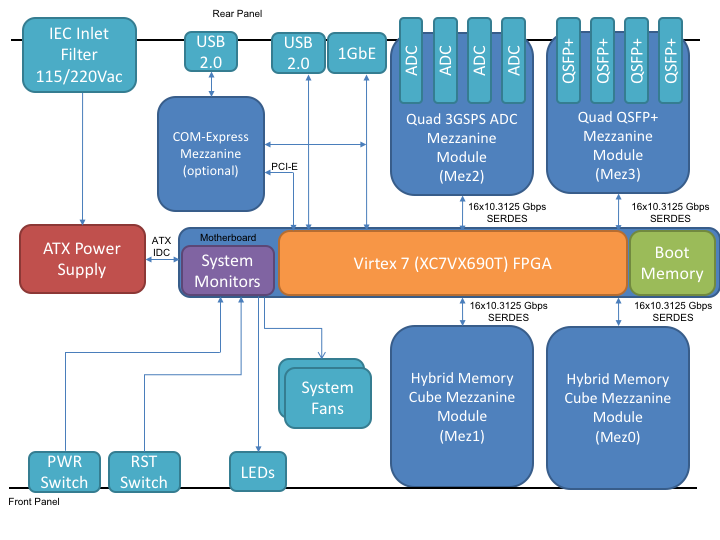 Rear Panel
IEC Inlet
Filter
115/220Vac
USB
2.0
USB
2.0
1GbE
ADC
ADC
ADC
ADC
QSFP+
QSFP+
QSFP+
QSFP+
COM-Express
Mezzanine
(optional)
Quad 3GSPS ADC
Mezzanine
Module
(Mez2)
Quad QSFP+
Mezzanine
Module
(Mez3)
PCI-E
16x10.3125 Gbps
SERDES
16x10.3125 Gbps
SERDES
ATX Power
Supply
ATX
IDC
Motherboard
System
Monitors
Virtex 7 (XC7VX690T) FPGA
Boot
Memory
16x10.3125 Gbps
SERDES
16x10.3125 Gbps
SERDES
System
Fans
Hybrid Memory
Cube Mezzanine
Module
(Mez1)
Hybrid Memory
Cube Mezzanine
Module
(Mez0)
PWR
Switch
RST
Switch
LEDs
Front Panel